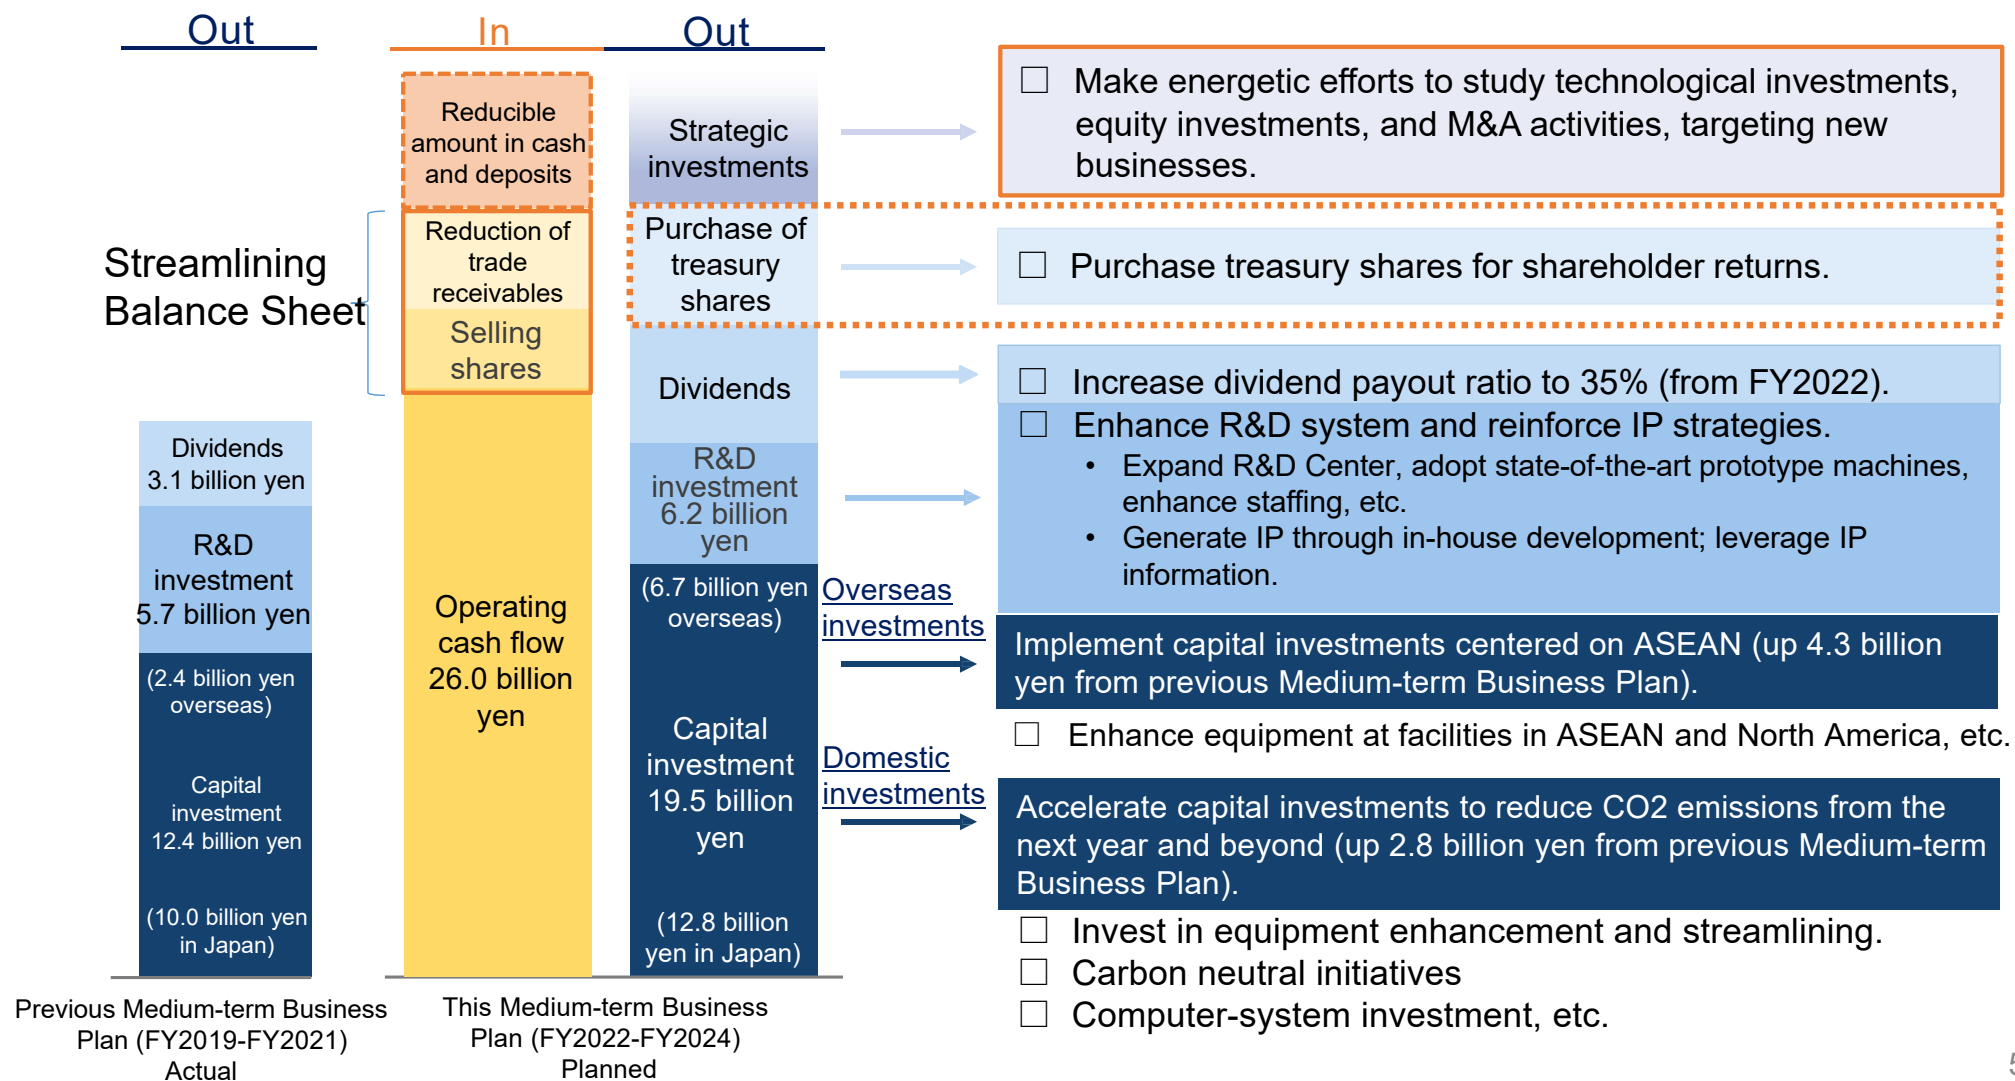 Out
In
Out
Streamlining
Balance Sheet
Dividends
3.1 billion yen
R&D
investment
5.7 billion yen
(2.4 billion yen
overseas)
Capital
investment
12.4 billion yen
(10.0 billion yen
in Japan)
Previous Medium-term Business
Plan (FY2019-FY2021)
Actual
Reducible
amount in cash
and deposits
Reduction of
trade
receivables
Selling
shares
Operating
cash flow
26.0 billion
yen
Strategic
investments
Purchase of
treasury
shares
Dividends
R&D
investment
6.2 billion
yen
(6.7 billion yen
overseas)
Capital
investment
19.5 billion
yen
(12.8 billion
yen in Japan)
This Medium-term Business
Plan (FY2022-FY2024)
Planned
Overseas
investments
Domestic
investments
□ Make energetic efforts to study technological investments,
equity investments, and M&A activities, targeting new
businesses.
□ Purchase treasury shares for shareholder returns.
□ Increase dividend payout ratio to 35% (from FY2022).
□ Enhance R&D system and reinforce IP strategies.
• Expand R&D Center, adopt state-of-the-art prototype machines,
enhance staffing, etc.
• Generate IP through in-house development; leverage IP
information.
Implement capital investments centered on ASEAN (up 4.3 billion
yen from previous Medium-term Business Plan).
□ Enhance equipment at facilities in ASEAN and North America, etc.
Accelerate capital investments to reduce CO2 emissions from the
next year and beyond (up 2.8 billion yen from previous Medium-term
Business Plan).
□ Invest in equipment enhancement and streamlining.
□ Carbon neutral initiatives
□ Computer-system investment, etc.